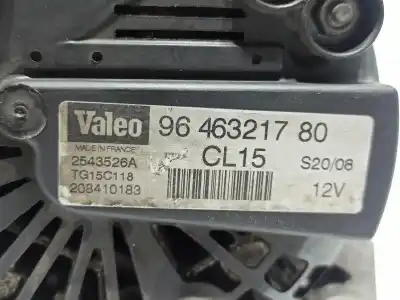 Valeo 96 463217 80
MADE IN FRANCE
2543526A CL15 S20/08
TG15C118 12V
208410183